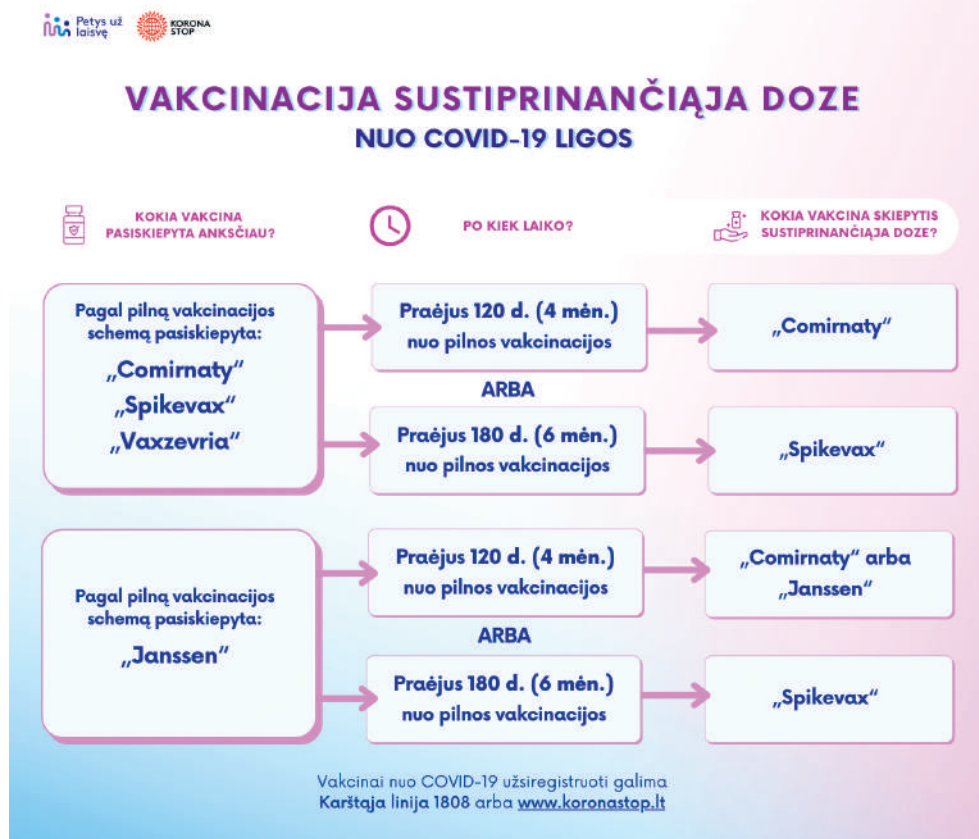 Petys už
laisvę
KORONA
STOP
VAKCINACIJA SUSTIPRINANČIĄJA DOZE
NUO COVID-19 LIGOS
KOKIA VAKCINA
PASISKIEPYTA ANKSČIAU?
PO KIEK LAIKO?
KOKIA VAKCINA SKIEPYTIS
SUSTIPRINANČIĄJA DOZE?
Pagal pilną vakcinacijos
schemą pasiskiepyta:
„Comirnaty“
„Spikevax“
„Vaxzevria“
Praėjus 120 d. (4 mėn.)
nuo pilnos vakcinacijos
„Comirnaty“
ARBA
Praėjus 180 d. (6 mėn.)
nuo pilnos vakcinacijos
„Spikevax“
Pagal pilną vakcinacijos
schemą pasiskiepyta:
„Janssen“
Praėjus 120 d. (4 mėn.)
nuo pilnos vakcinacijos
„Comirnaty“ arba
„Janssen“
ARBA
Praėjus 180 d. (6 mėn.)
nuo pilnos vakcinacijos
„Spikevax“
Vakcinai nuo COVID-19 užsiregistruoti galima
Karštąja linija 1808 arba www.koronastop.lt